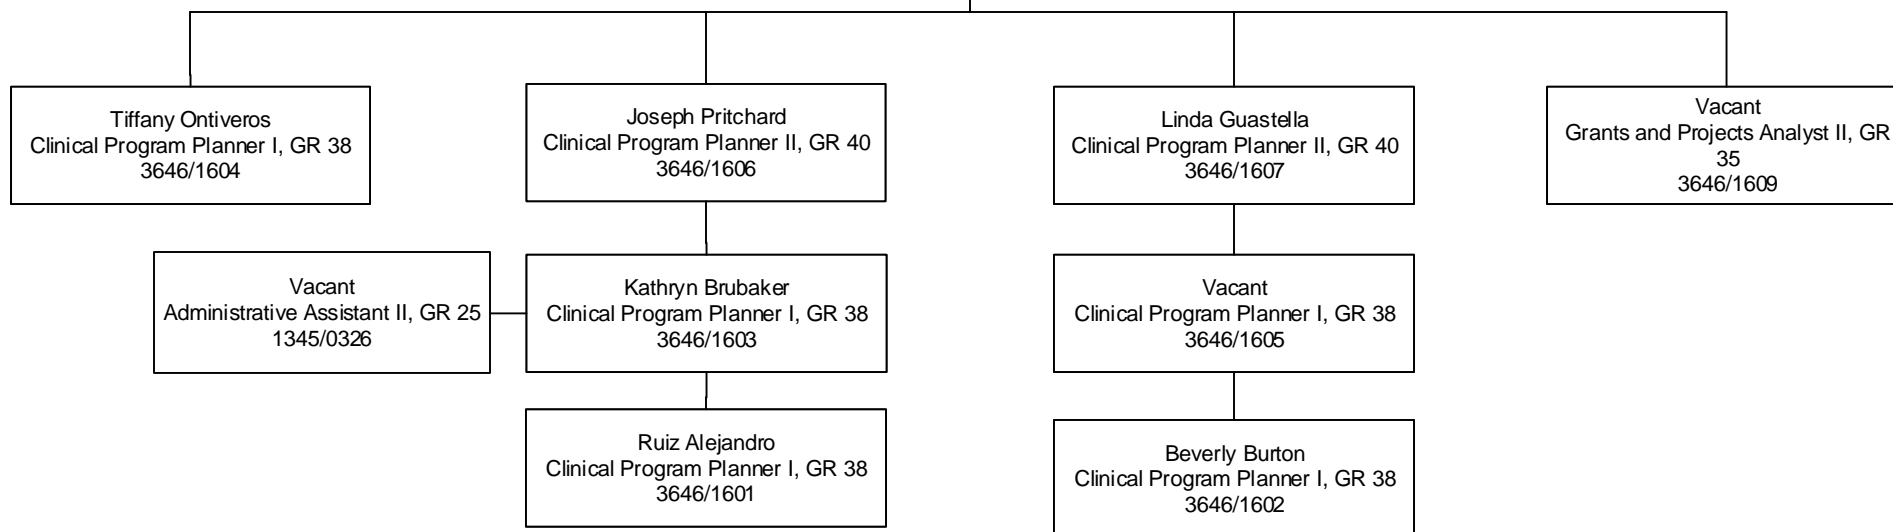 Tiffany Ontiveros
Clinical Program Planner I, GR 38
3646/1604
Joseph Pritchard
Clinical Program Planner II, GR 40
3646/1606
Linda Guastella
Clinical Program Planner II, GR 40
3646/1607
Vacant
Grants and Projects Analyst II, GR
35
3646/1609
Vacant
Administrative Assistant II, GR 25
1345/0326
Kathryn Brubaker
Clinical Program Planner I, GR 38
3646/1603
Vacant
Clinical Program Planner I, GR 38
3646/1605
Ruiz Alejandro
Clinical Program Planner I, GR 38
3646/1601
Beverly Burton
Clinical Program Planner I, GR 38
3646/1602